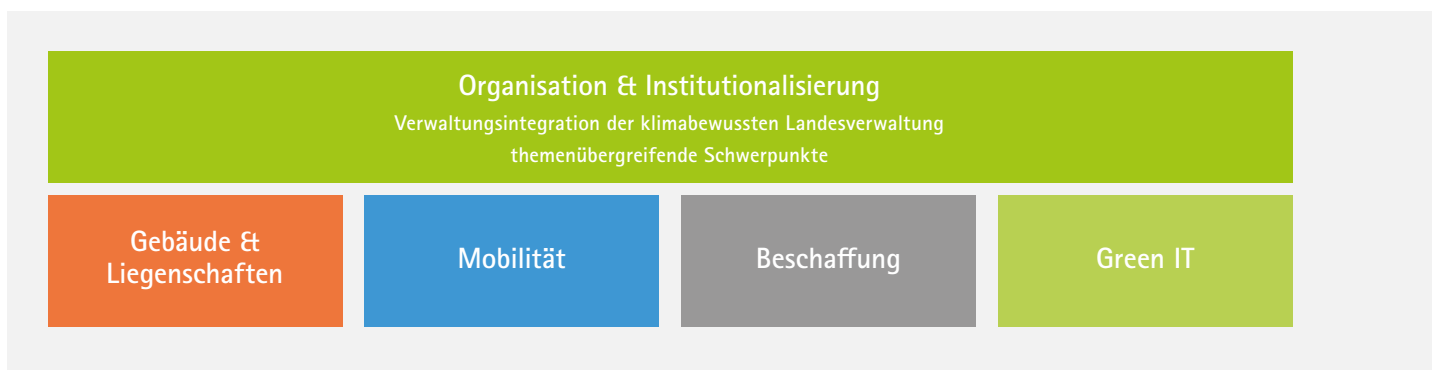 Organisation & Institutionalisierung
Verwaltungsintegration der klimabewussten Landesverwaltung
themenübergreifende Schwerpunkte
Gebäude &
Liegenschaften
Mobilität
Beschaffung
Green IT